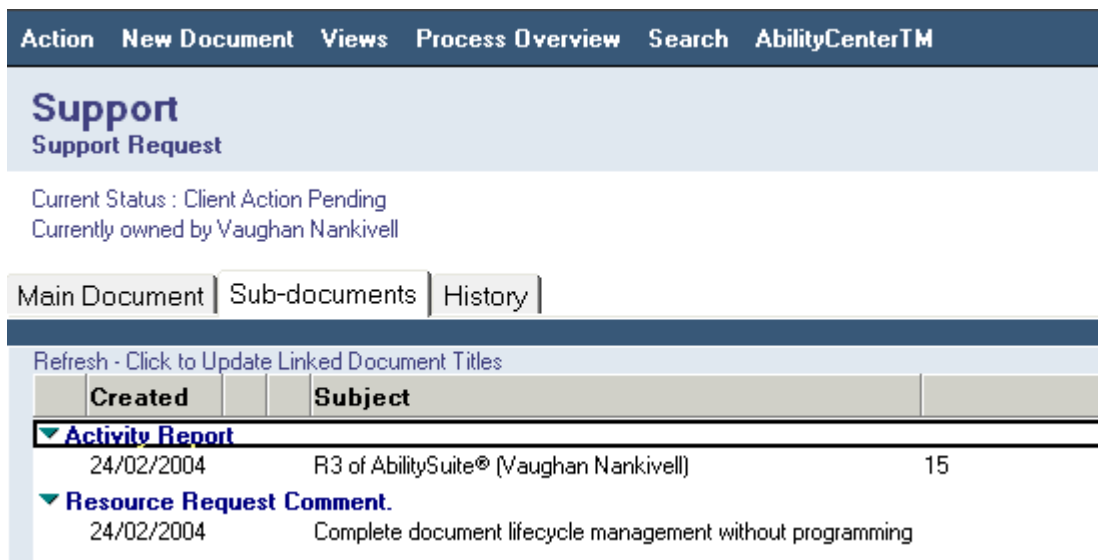 Action New Document Views Process Overview Search AbilityCenterTM
Support
Support Request
Current Status : Client Action Pending
Currently owned by Vaughan Nankivell
Main Document Sub-documents History
Refresh - Click to Update Linked Document Titles
Created Subject
Activity Report
24/02/2004 R3 of AbilitySuite® (Vaughan Nankivell) 15
Resource Request Comment.
24/02/2004 Complete document lifecycle management without programming